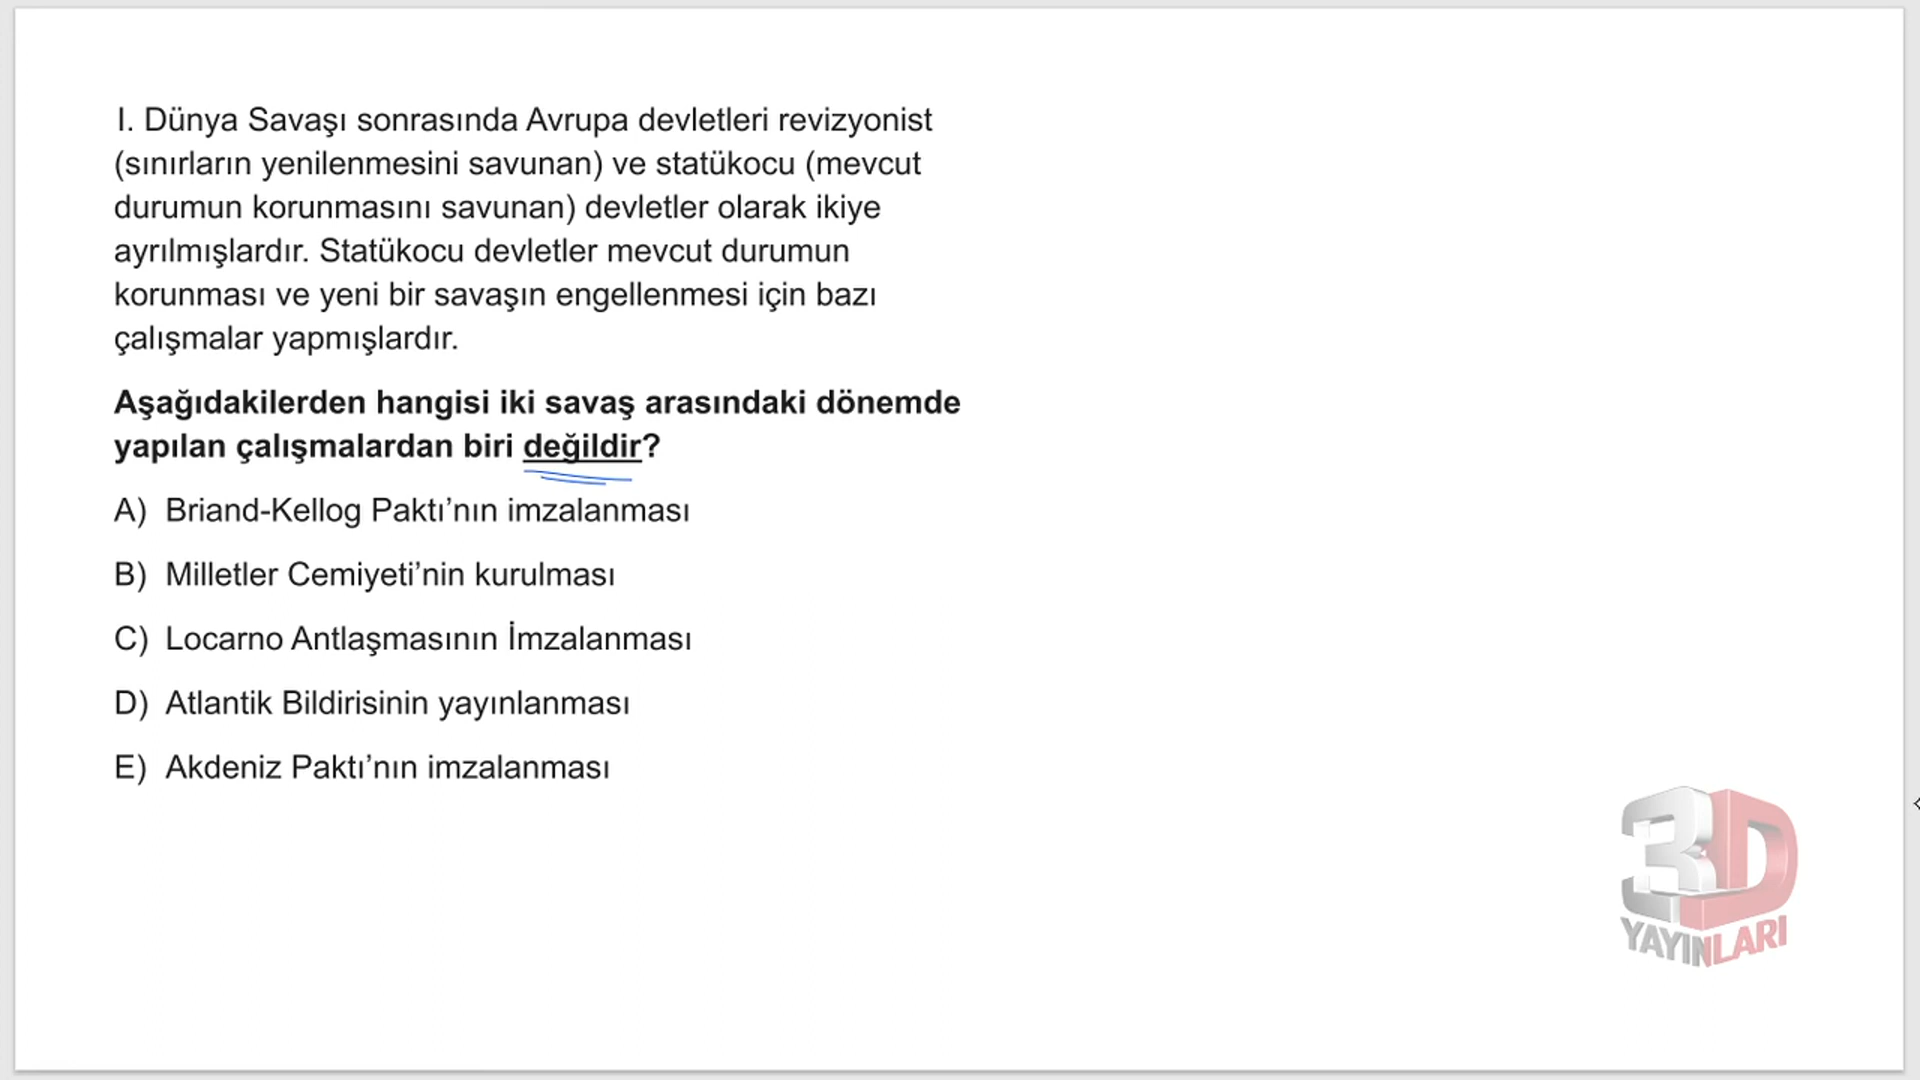 I. Dünya Savaşı sonrasında Avrupa devletleri revizyonist
(sınırların yenilenmesini savunan) ve statükocu (mevcut
durumun korunmasını savunan) devletler olarak ikiye
ayrılmışlardır. Statükocu devletler mevcut durumun
korunması ve yeni bir savaşın engellenmesi için bazı
çalışmalar yapmışlardır.
Aşağıdakilerden hangisi iki savaş arasındaki dönemde
yapılan çalışmalardan biri değildir?
A) Briand-Kellog Paktı’nın imzalanması
B) Milletler Cemiyeti’nin kurulması
C) Locarno Antlaşmasının İmzalanması
D) Atlantik Bildirisinin yayınlanması
E) Akdeniz Paktı’nın imzalanması
3D
YAYINLARI